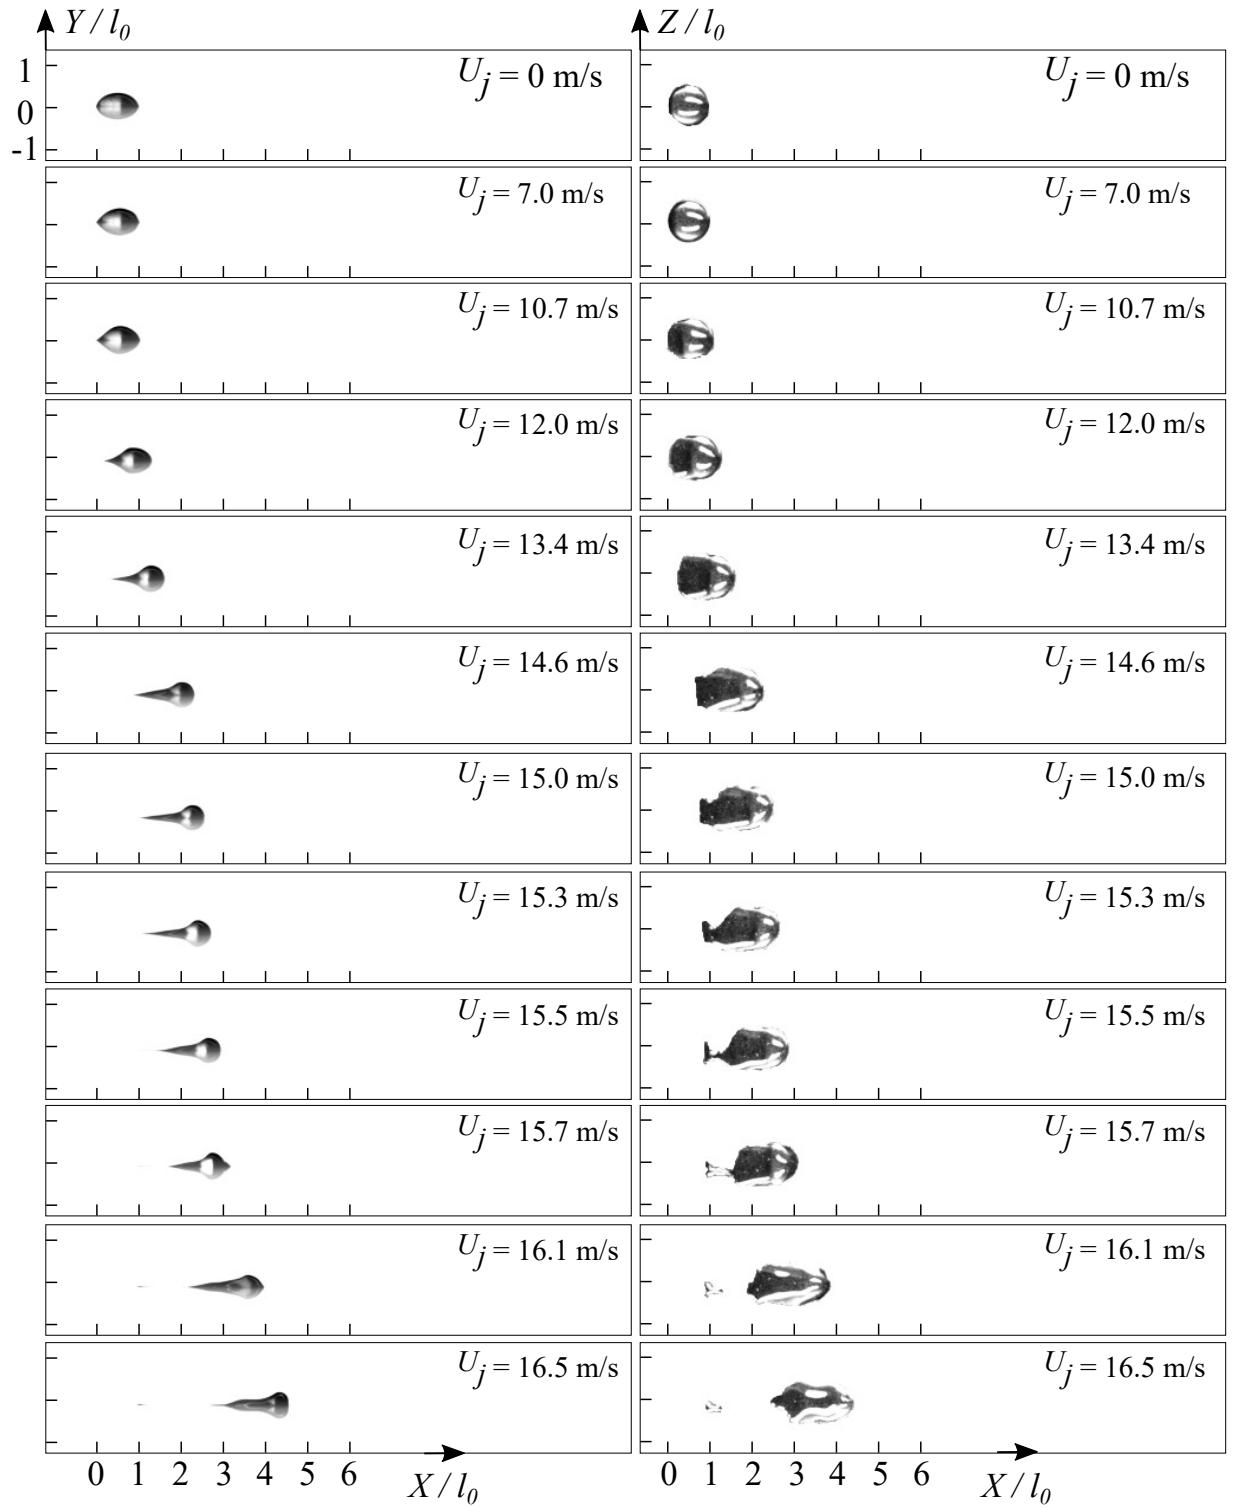 Y / l0 Z / l0
1
0
-1
Uj = 0 m/s Uj = 0 m/s
Uj = 7.0 m/s Uj = 7.0 m/s
Uj = 10.7 m/s Uj = 10.7 m/s
Uj = 12.0 m/s Uj = 12.0 m/s
Uj = 13.4 m/s Uj = 13.4 m/s
Uj = 14.6 m/s Uj = 14.6 m/s
Uj = 15.0 m/s Uj = 15.0 m/s
Uj = 15.3 m/s Uj = 15.3 m/s
Uj = 15.5 m/s Uj = 15.5 m/s
Uj = 15.7 m/s Uj = 15.7 m/s
Uj = 16.1 m/s Uj = 16.1 m/s
Uj = 16.5 m/s Uj = 16.5 m/s
0 1 2 3 4 5 6 0 1 2 3 4 5 6
X / l0 X / l0